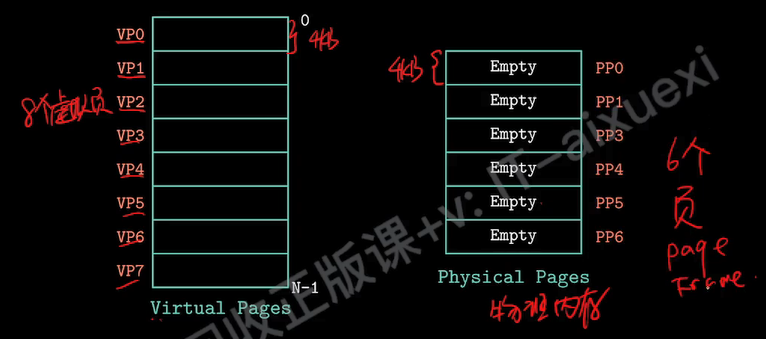 0
VP0
4kB
VP1
VP2
VP3
VP4
VP5
VP6
VP7
N-1
Virtual Pages
8个虚拟页
4kB
Empty PP0
Empty PP1
Empty PP3
Empty PP4
Empty PP5
Empty PP6
Physical Pages
物理内存
6个
页
page
Frame
回收正版课+v: IT-aixuexi